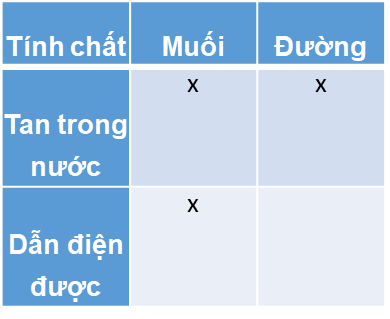 Tính chất Muối Đường
x x
Tan trong
nước
x
Dẫn điện
được